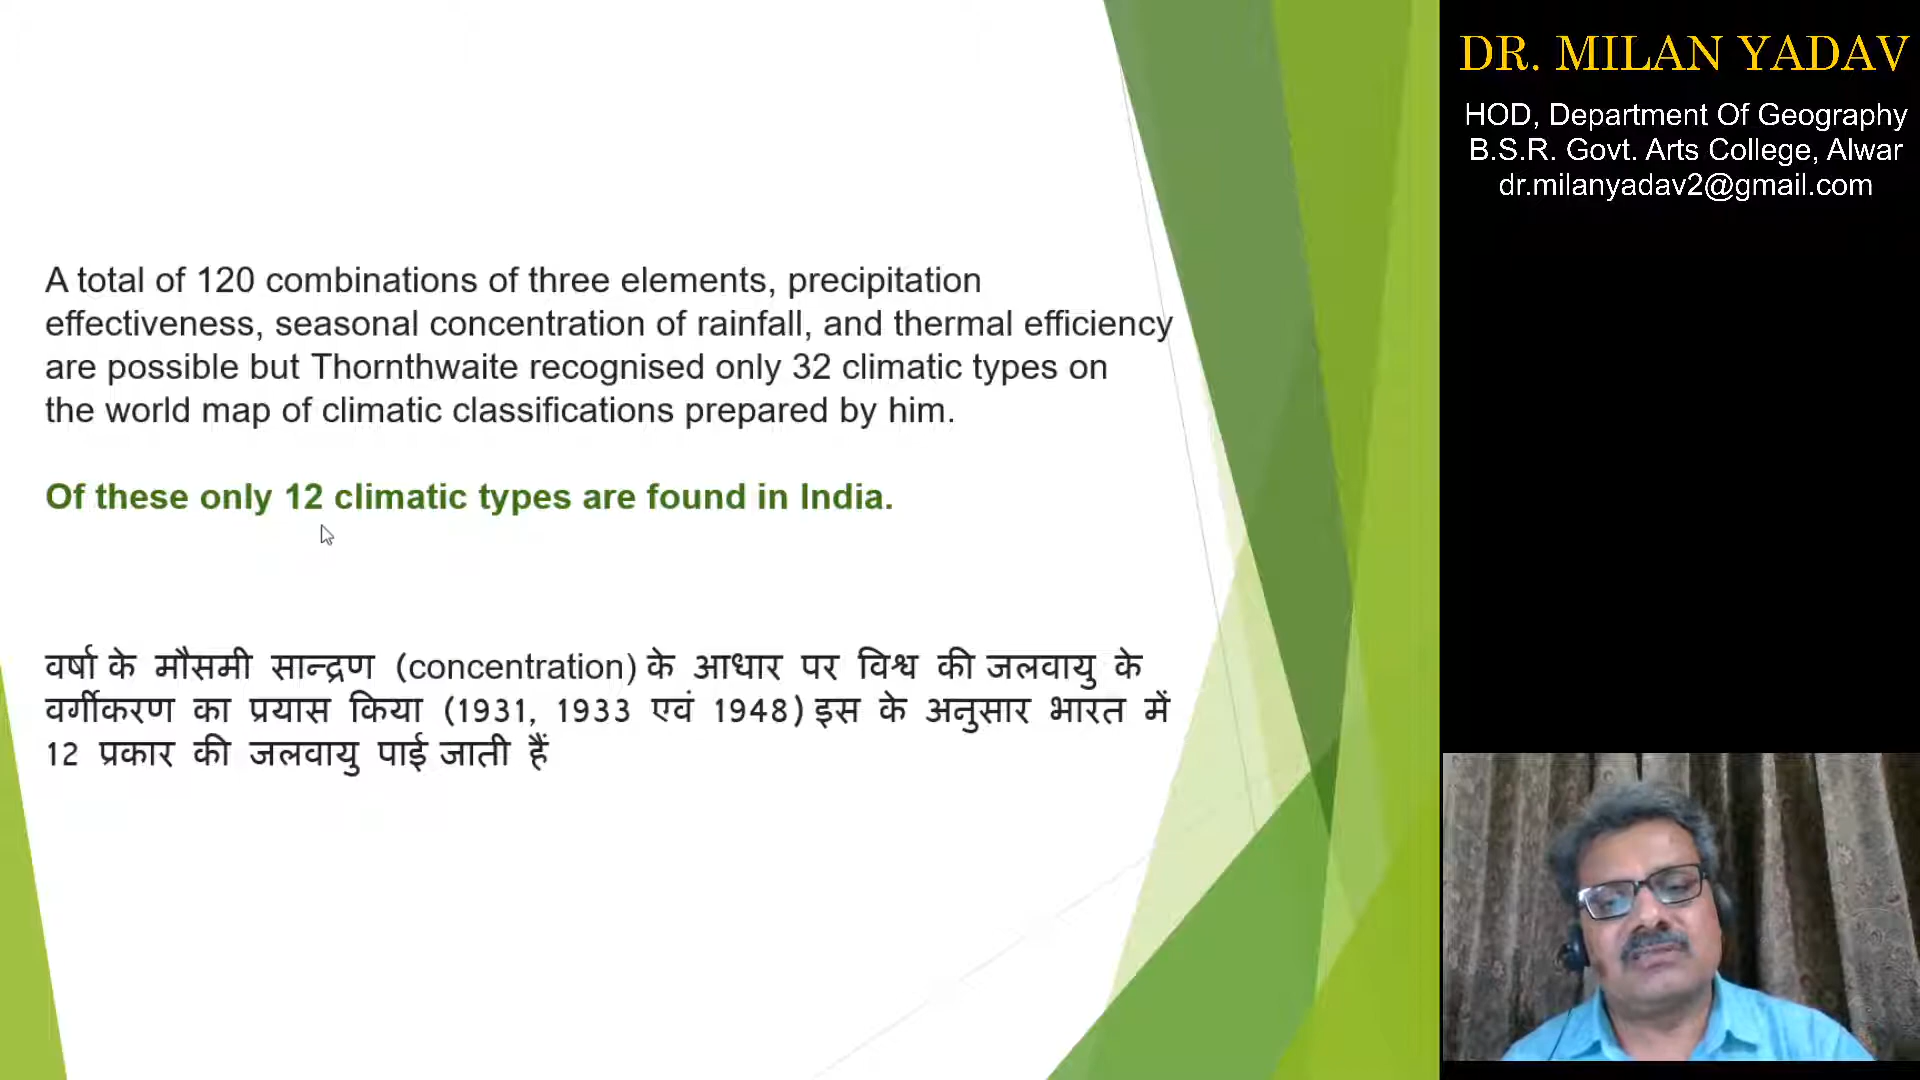 A total of 120 combinations of three elements, precipitation
effectiveness, seasonal concentration of rainfall, and thermal efficiency
are possible but Thornthwaite recognised only 32 climatic types on
the world map of climatic classifications prepared by him.
Of these only 12 climatic types are found in India.
वर्षा के मौसमी सान्द्रण (concentration) के आधार पर विश्व की जलवायु के
वर्गीकरण का प्रयास किया (1931, 1933 एवं 1948) इस के अनुसार भारत में
12 प्रकार की जलवायु पाई जाती हैं
DR. MILAN YADAV
HOD, Department Of Geography
B.S.R. Govt. Arts College, Alwar
dr.milanyadav2@gmail.com